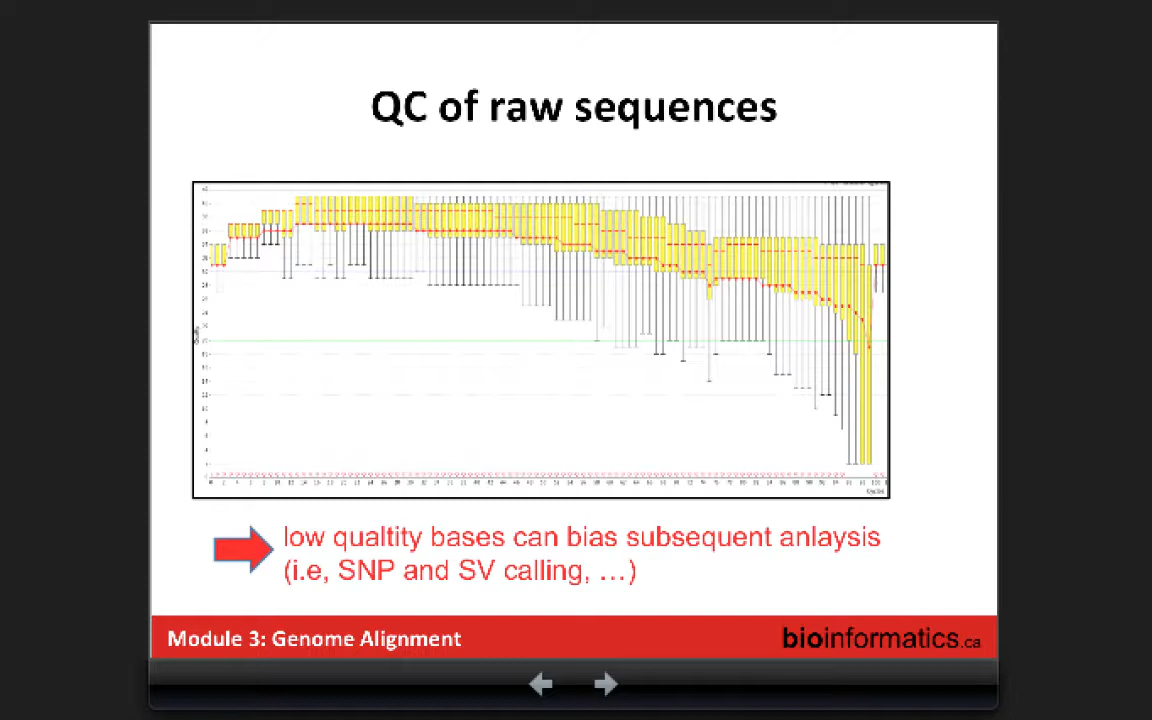 QC of raw sequences
low qualtity bases can bias subsequent anlaysis
(i.e, SNP and SV calling, …)
Module 3: Genome Alignment
bioinformatics.ca